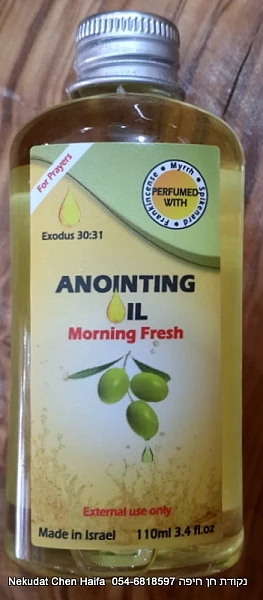 For Prayers
Exodus 30:31
Frankincense • Myrrh • Spikenard •
PERFUMED
WITH
ANOINTING
OIL
Morning Fresh
External use only
Made in Israel 110ml 3.4 fl.oz
Nekudat Chen Haifa 054-6818597 נקודת חן חיפה